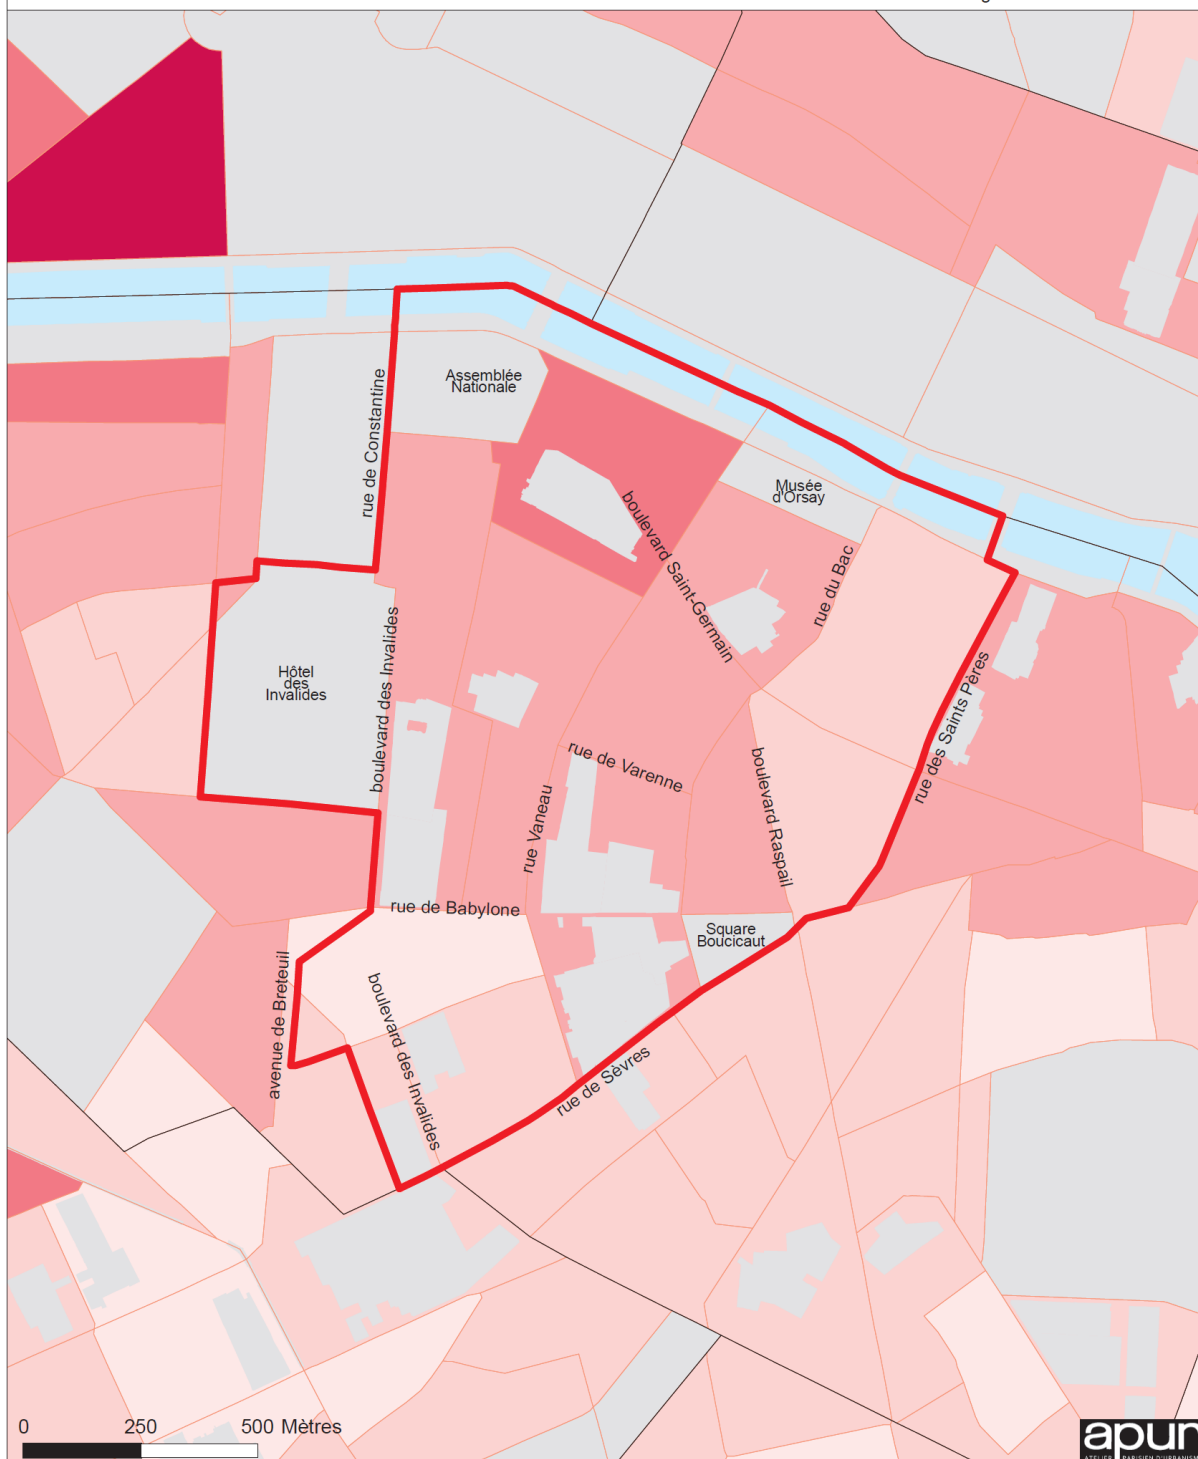 Assemblée
Nationale
rue de Constantine
Musée
d'Orsay
boulevard Saint-Germain
rue du Bac
Hôtel
des
Invalides
boulevard des Invalides
rue des Saints Pères
rue de Varenne
boulevard Raspail
rue Vaneau
rue de Babylone
Square
Boucicaut
avenue de Breteuil
boulevard des Invalides
rue de Sèvres
0 250 500 Mètres
apur